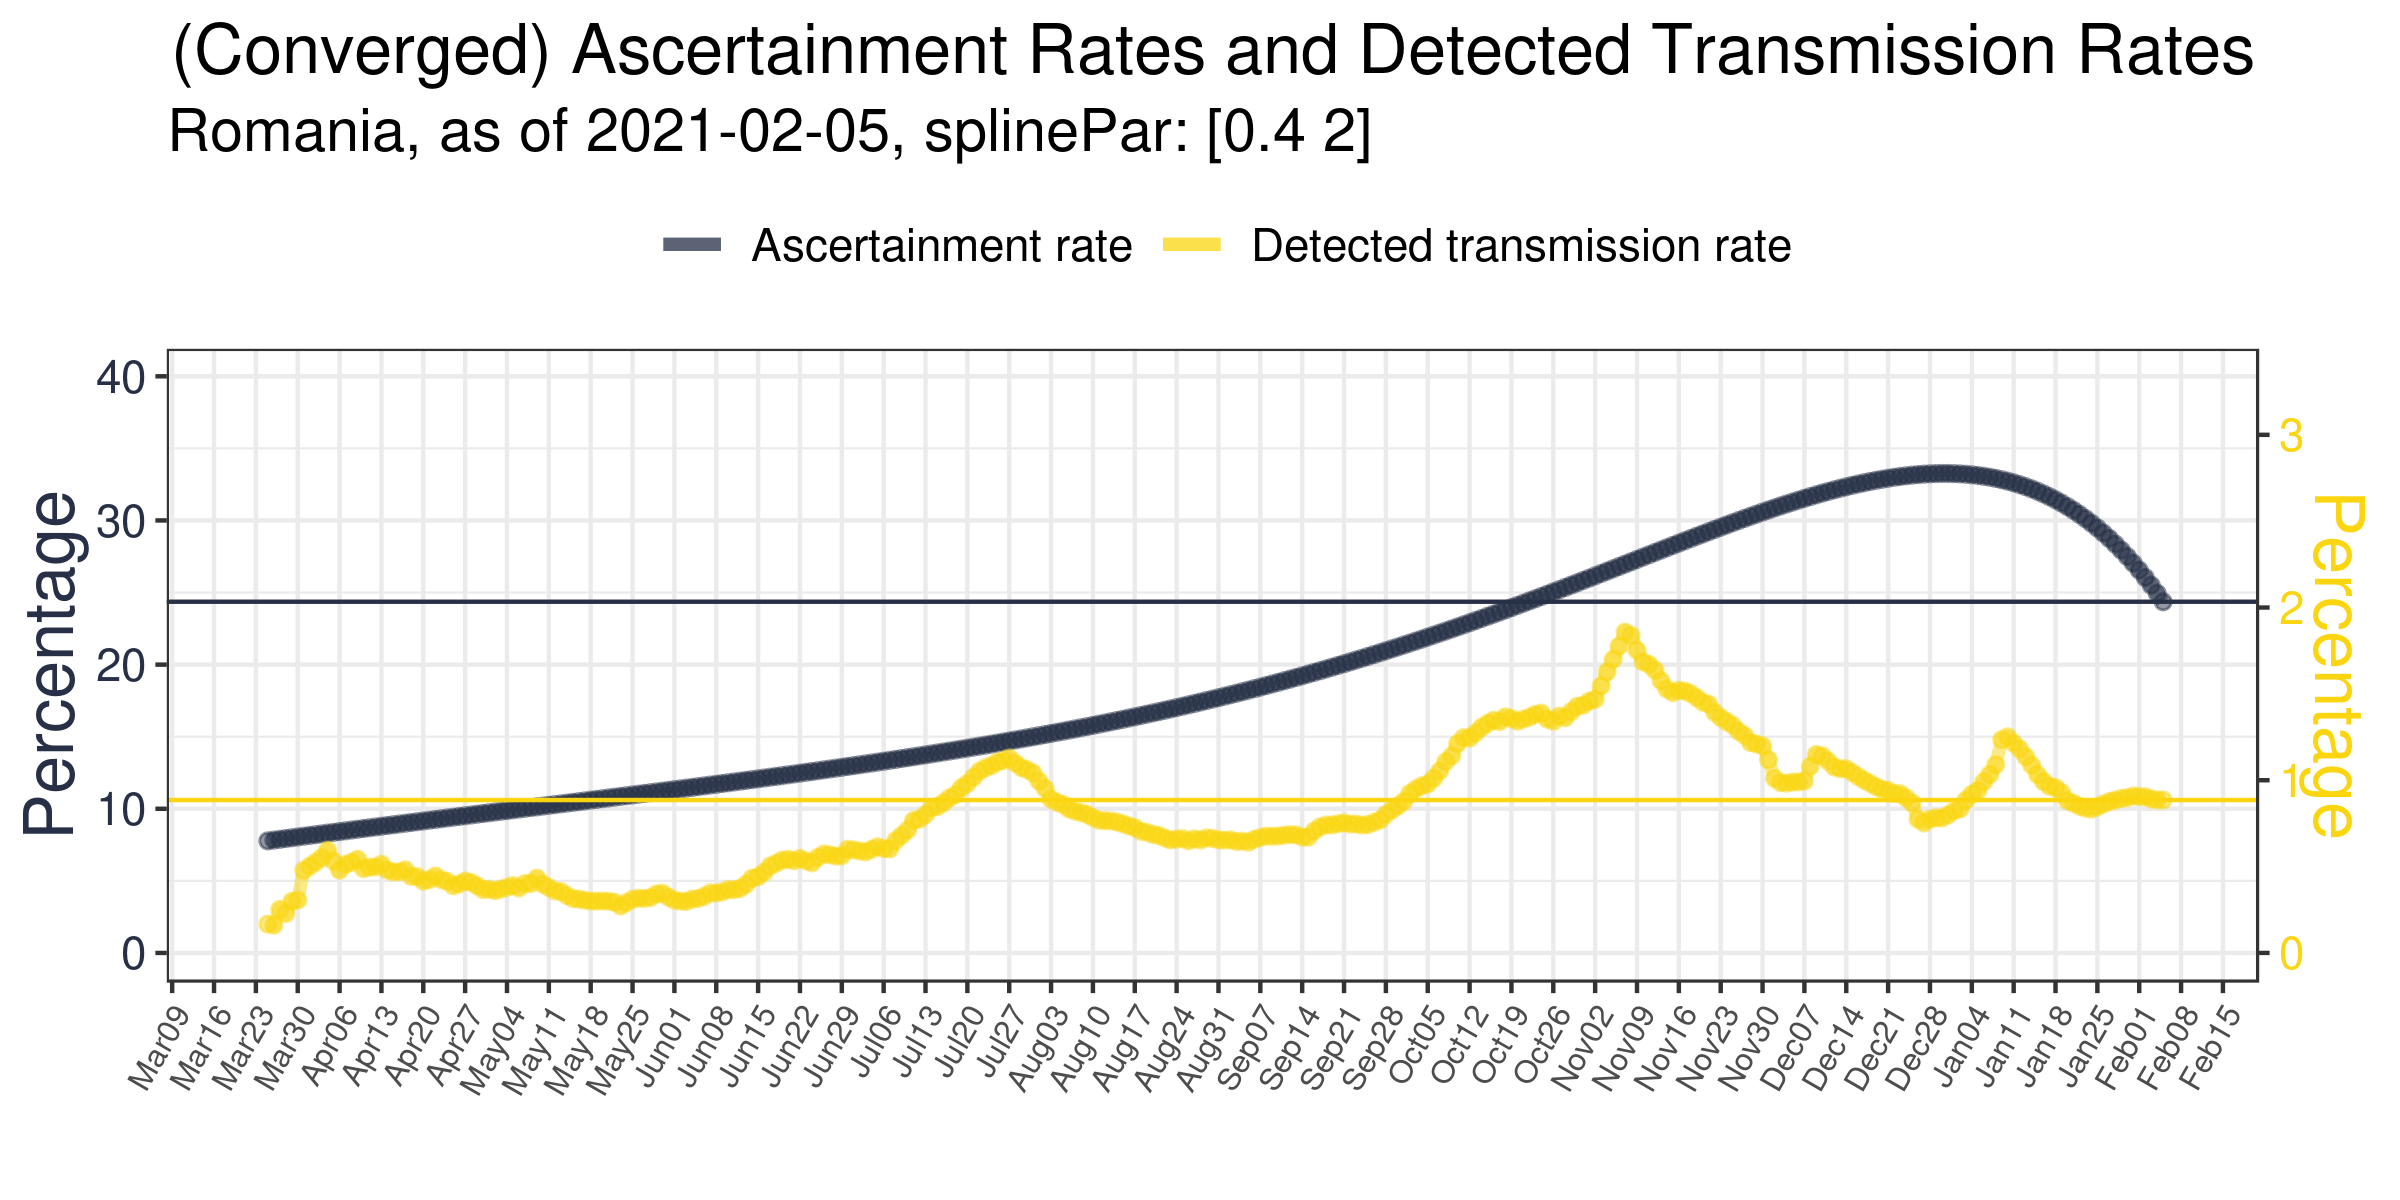 (Converged) Ascertainment Rates and Detected Transmission Rates
Romania, as of 2021-02-05, splinePar: [0.4 2]
Ascertainment rate Detected transmission rate
Percentage
40
30
20
10
0
3
2
1
0
Percentage
Mar09 Mar16 Mar23 Mar30 Apr06 Apr13 Apr20 Apr27 May04 May11 May18 May25 Jun01 Jun08 Jun15 Jun22 Jun29 Jul06 Jul13 Jul20 Jul27 Aug03 Aug10 Aug17 Aug24 Aug31 Sep07 Sep14 Sep21 Sep28 Oct05 Oct12 Oct19 Oct26 Nov02 Nov09 Nov16 Nov23 Nov30 Dec07 Dec14 Dec21 Dec28 Jan04 Jan11 Jan18 Jan25 Feb01 Feb08 Feb15